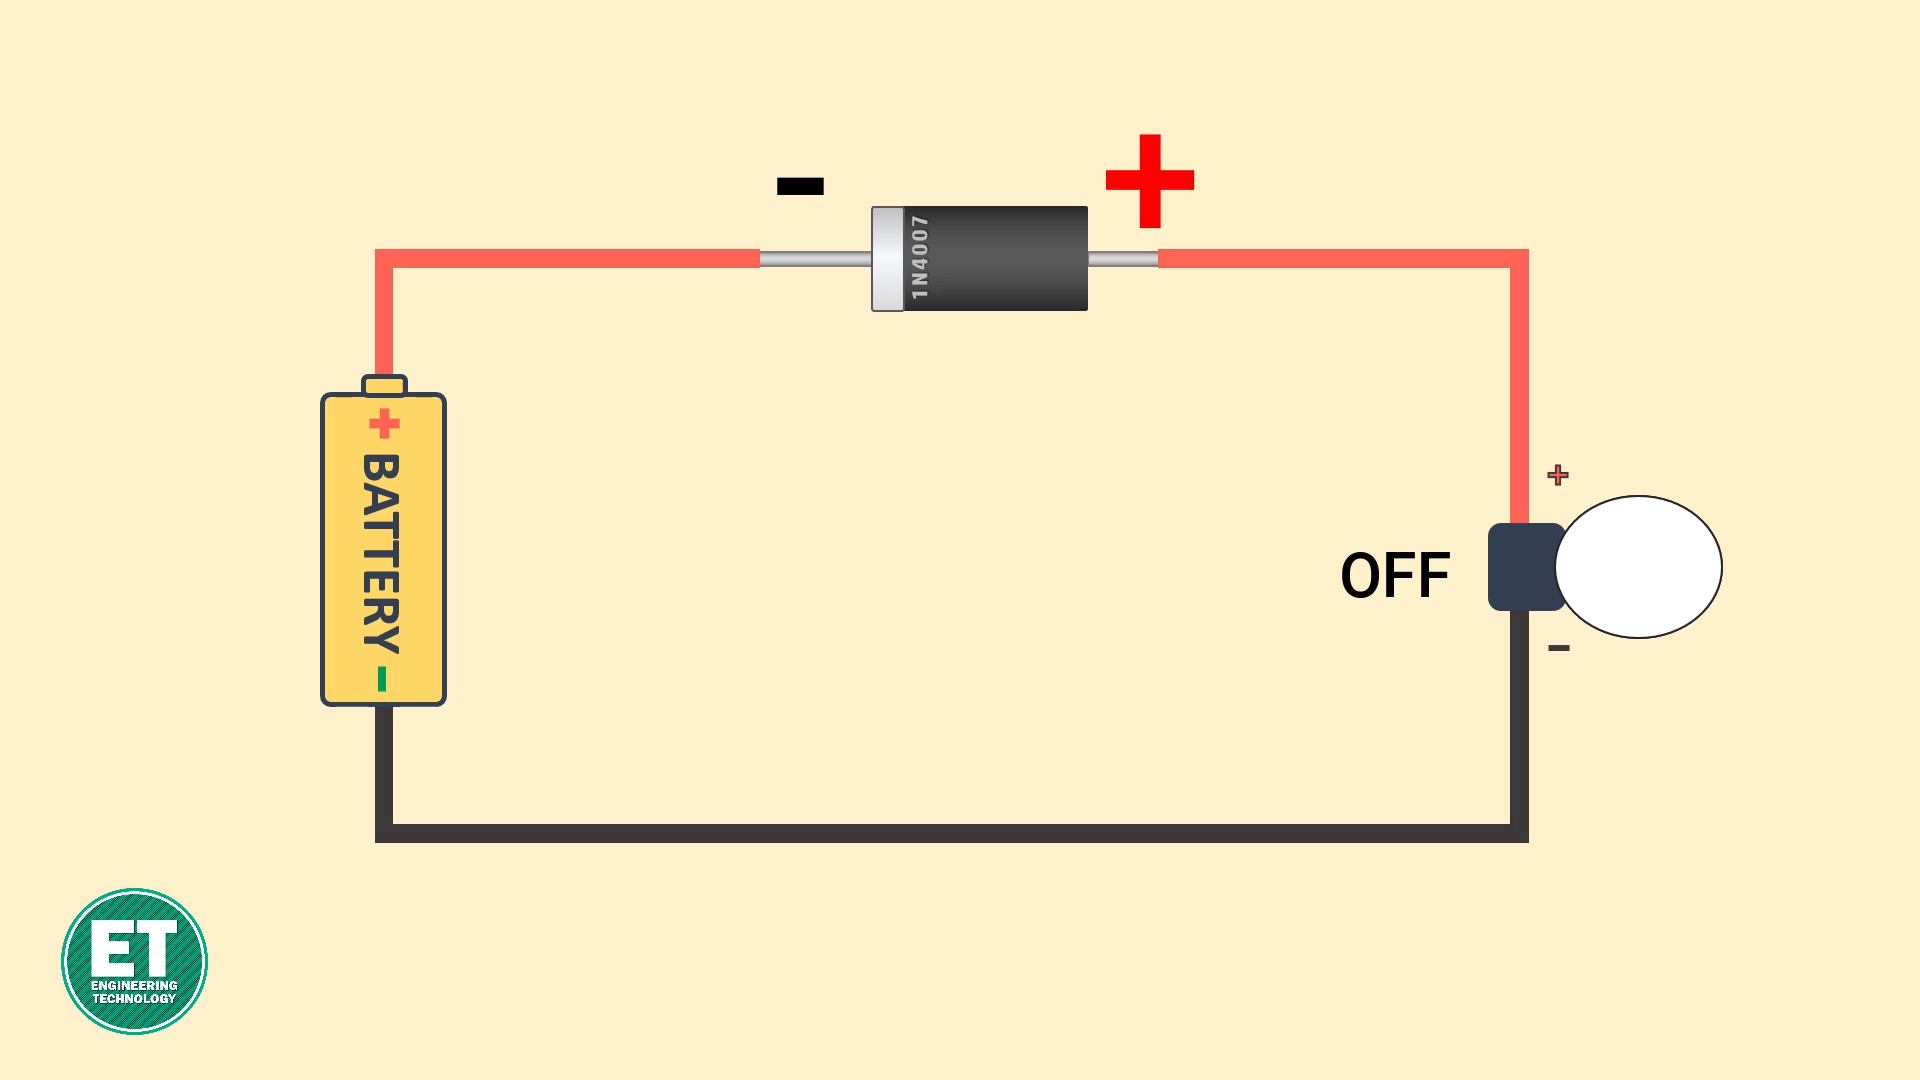 - +
1N4007
+ BATTERY -
+
OFF
-
ET
ENGINEERING
TECHNOLOGY